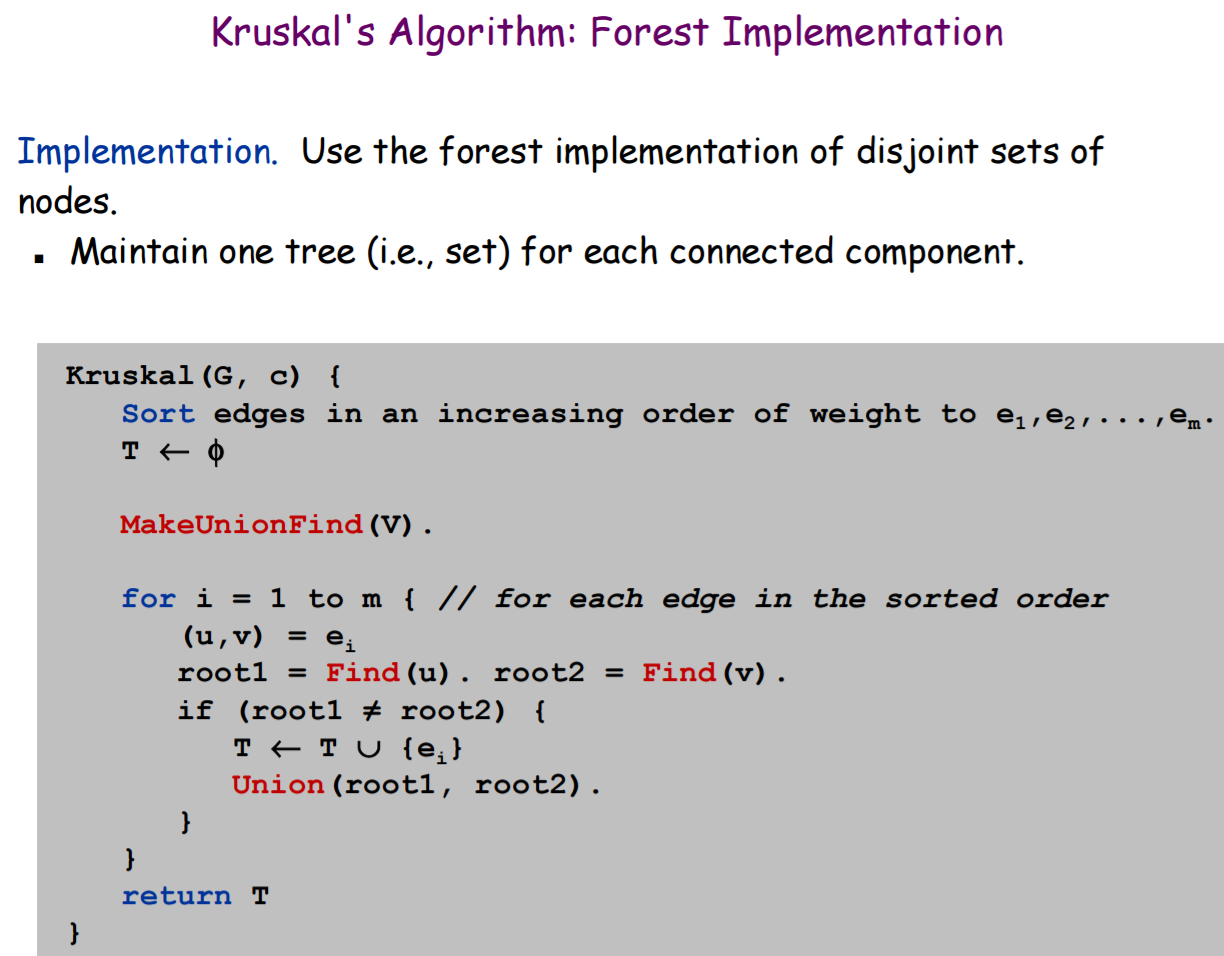 Kruskal's Algorithm: Forest Implementation
Implementation. Use the forest implementation of disjoint sets of
nodes.
▪ Maintain one tree (i.e., set) for each connected component.
Kruskal(G, c) {
Sort edges in an increasing order of weight to e₁,e₂,...,eₘ.
T ← ϕ
MakeUnionFind(V).
for i = 1 to m { // for each edge in the sorted order
(u,v) = eᵢ
root1 = Find(u). root2 = Find(v).
if (root1 ≠ root2) {
T ← T ∪ {eᵢ}
Union(root1, root2).
}
}
return T
}